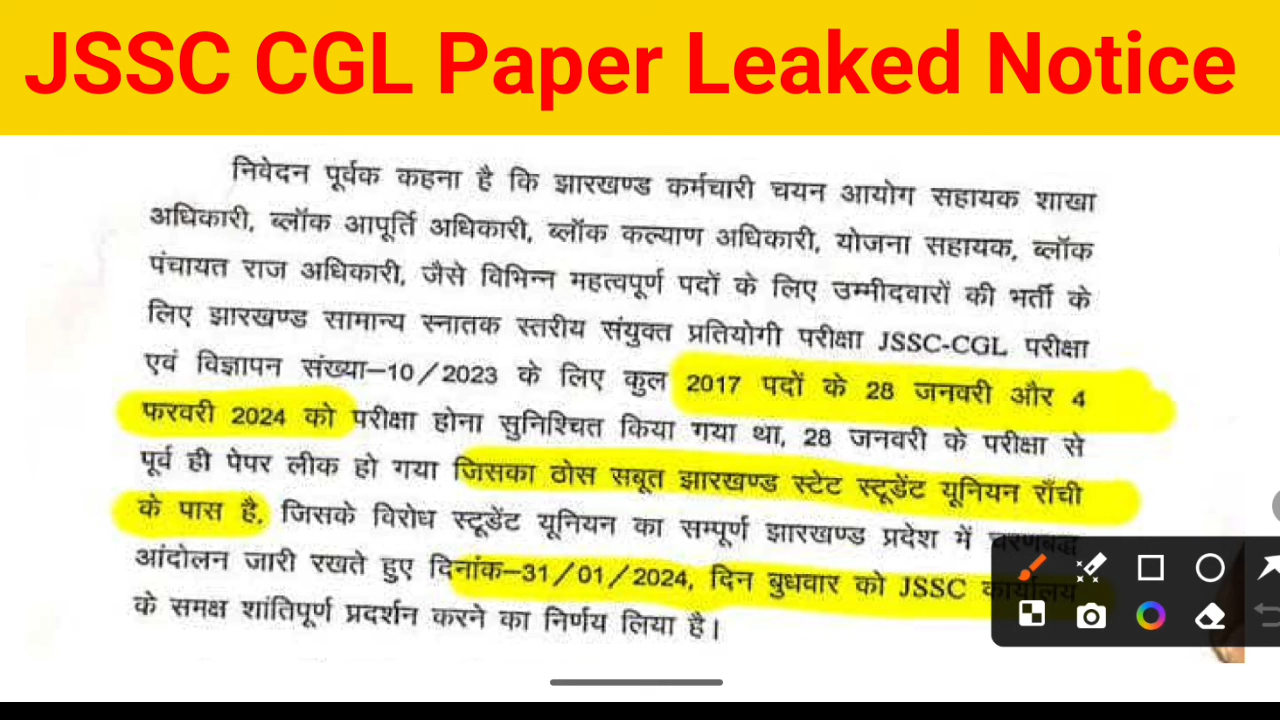 JSSC CGL Paper Leaked Notice
निवेदन पूर्वक कहना है कि झारखण्ड कर्मचारी चयन आयोग सहायक शाखा
अधिकारी, ब्लॉक आपूर्ति अधिकारी, ब्लॉक कल्याण अधिकारी, योजना सहायक, ब्लॉक
पंचायत राज अधिकारी, जैसे विभिन्न महत्वपूर्ण पदों के लिए उम्मीदवारों की भर्ती के
लिए झारखण्ड सामान्य स्नातक स्तरीय संयुक्त प्रतियोगी परीक्षा JSSC-CGL परीक्षा
एवं विज्ञापन संख्या–10/2023 के लिए कुल 2017 पदों के 28 जनवरी और 4
फरवरी 2024 को परीक्षा होना सुनिश्चित किया गया था, 28 जनवरी के परीक्षा से
पूर्व ही पेपर लीक हो गया जिसका ठोस सबूत झारखण्ड स्टेट स्टूडेंट यूनियन राँची
के पास है, जिसके विरोध स्टूडेंट यूनियन का सम्पूर्ण झारखण्ड प्रदेश में चरणबद्ध
आंदोलन जारी रखते हुए दिनांक–31/01/2024, दिन बुधवार को JSSC कार्यालय
के समक्ष शांतिपूर्ण प्रदर्शन करने का निर्णय लिया है।